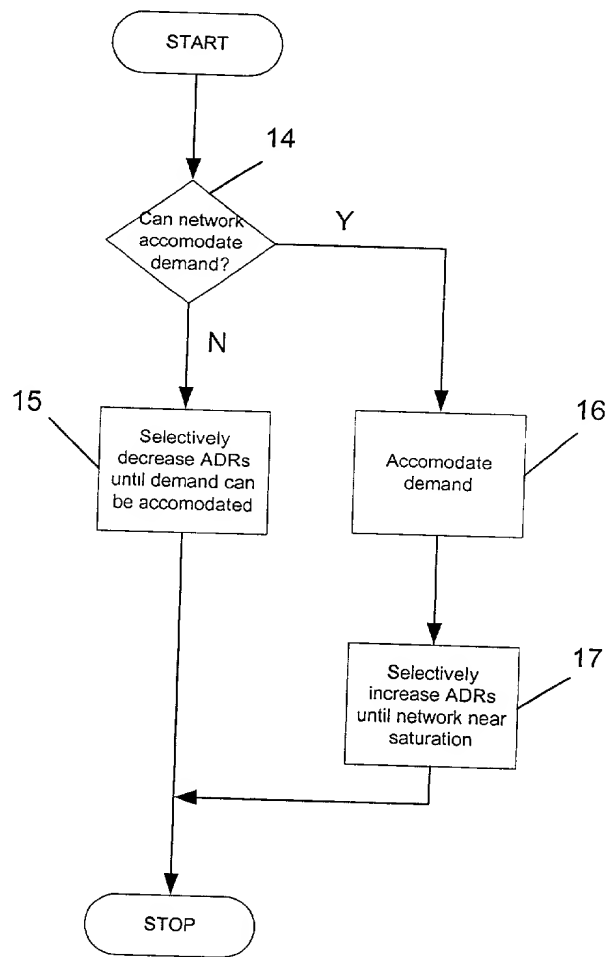 START
14
Can network
accomodate
demand?
Y
N
15
Selectively
decrease ADRs
until demand can
be accomodated
16
Accomodate
demand
17
Selectively
increase ADRs
until network near
saturation
STOP